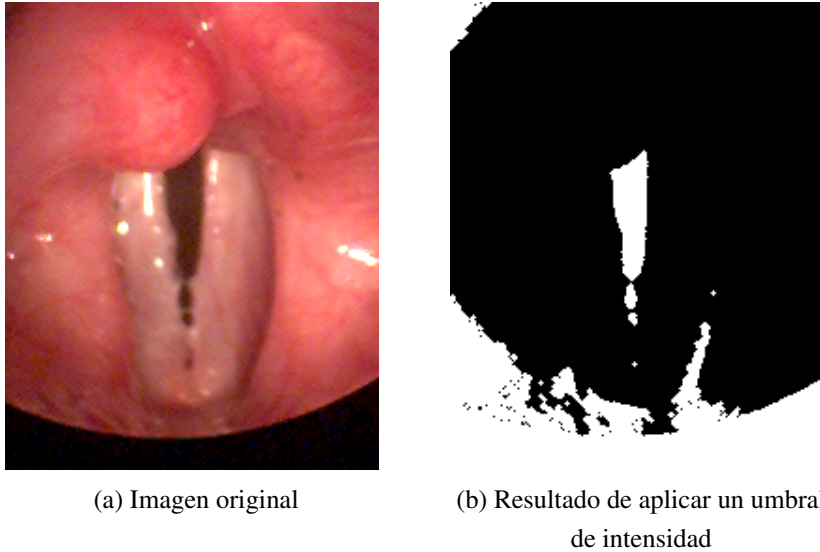 (a) Imagen original
(b) Resultado de aplicar un umbral
de intensidad